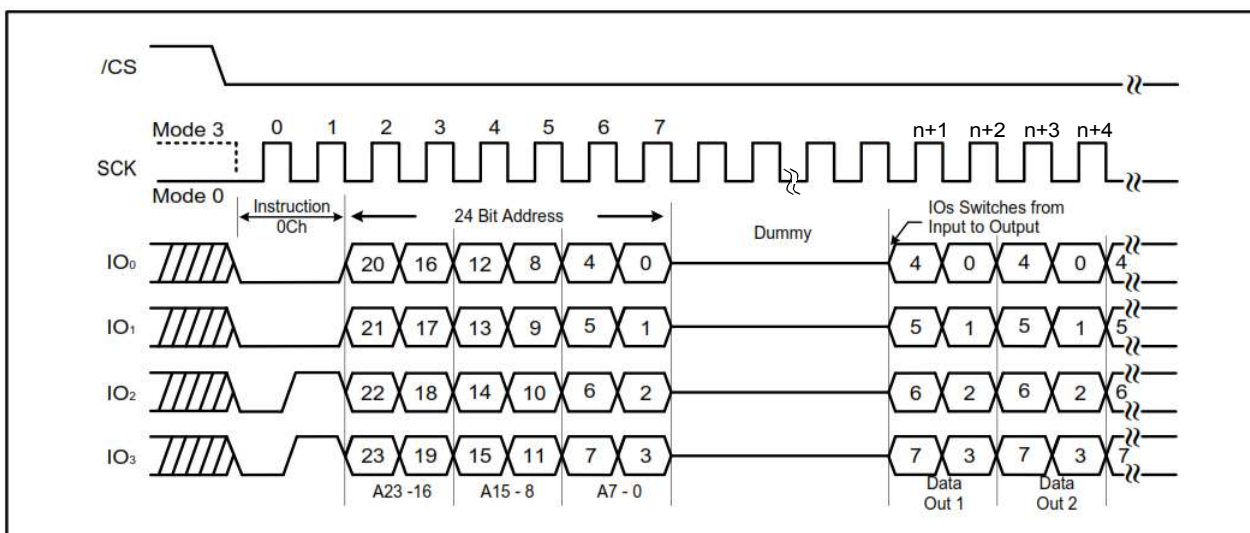 /CS
Mode 3
0 1 2 3 4 5 6 7 n+1 n+2 n+3 n+4
SCK
Mode 0
Instruction
0Ch
24 Bit Address
Dummy
IOs Switches from
Input to Output
IO0 20 16 12 8 4 0 4 0 4 0 4
IO1 21 17 13 9 5 1 5 1 5 1 5
IO2 22 18 14 10 6 2 6 2 6 2 6
IO3 23 19 15 11 7 3 7 3 7 3 7
A23 -16 A15 - 8 A7 - 0
Data
Out 1
Data
Out 2